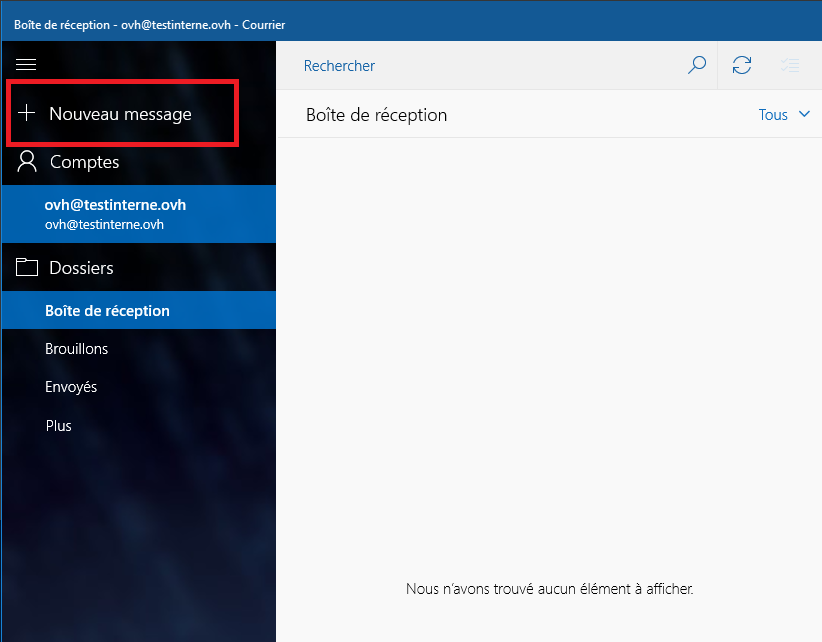 Boîte de réception - ovh@testinterne.ovh - Courrier
Rechercher
Nouveau message
Boîte de réception
Tous
Comptes
ovh@testinterne.ovh
ovh@testinterne.ovh
Dossiers
Boîte de réception
Brouillons
Envoyés
Plus
Nous n'avons trouvé aucun élément à afficher.